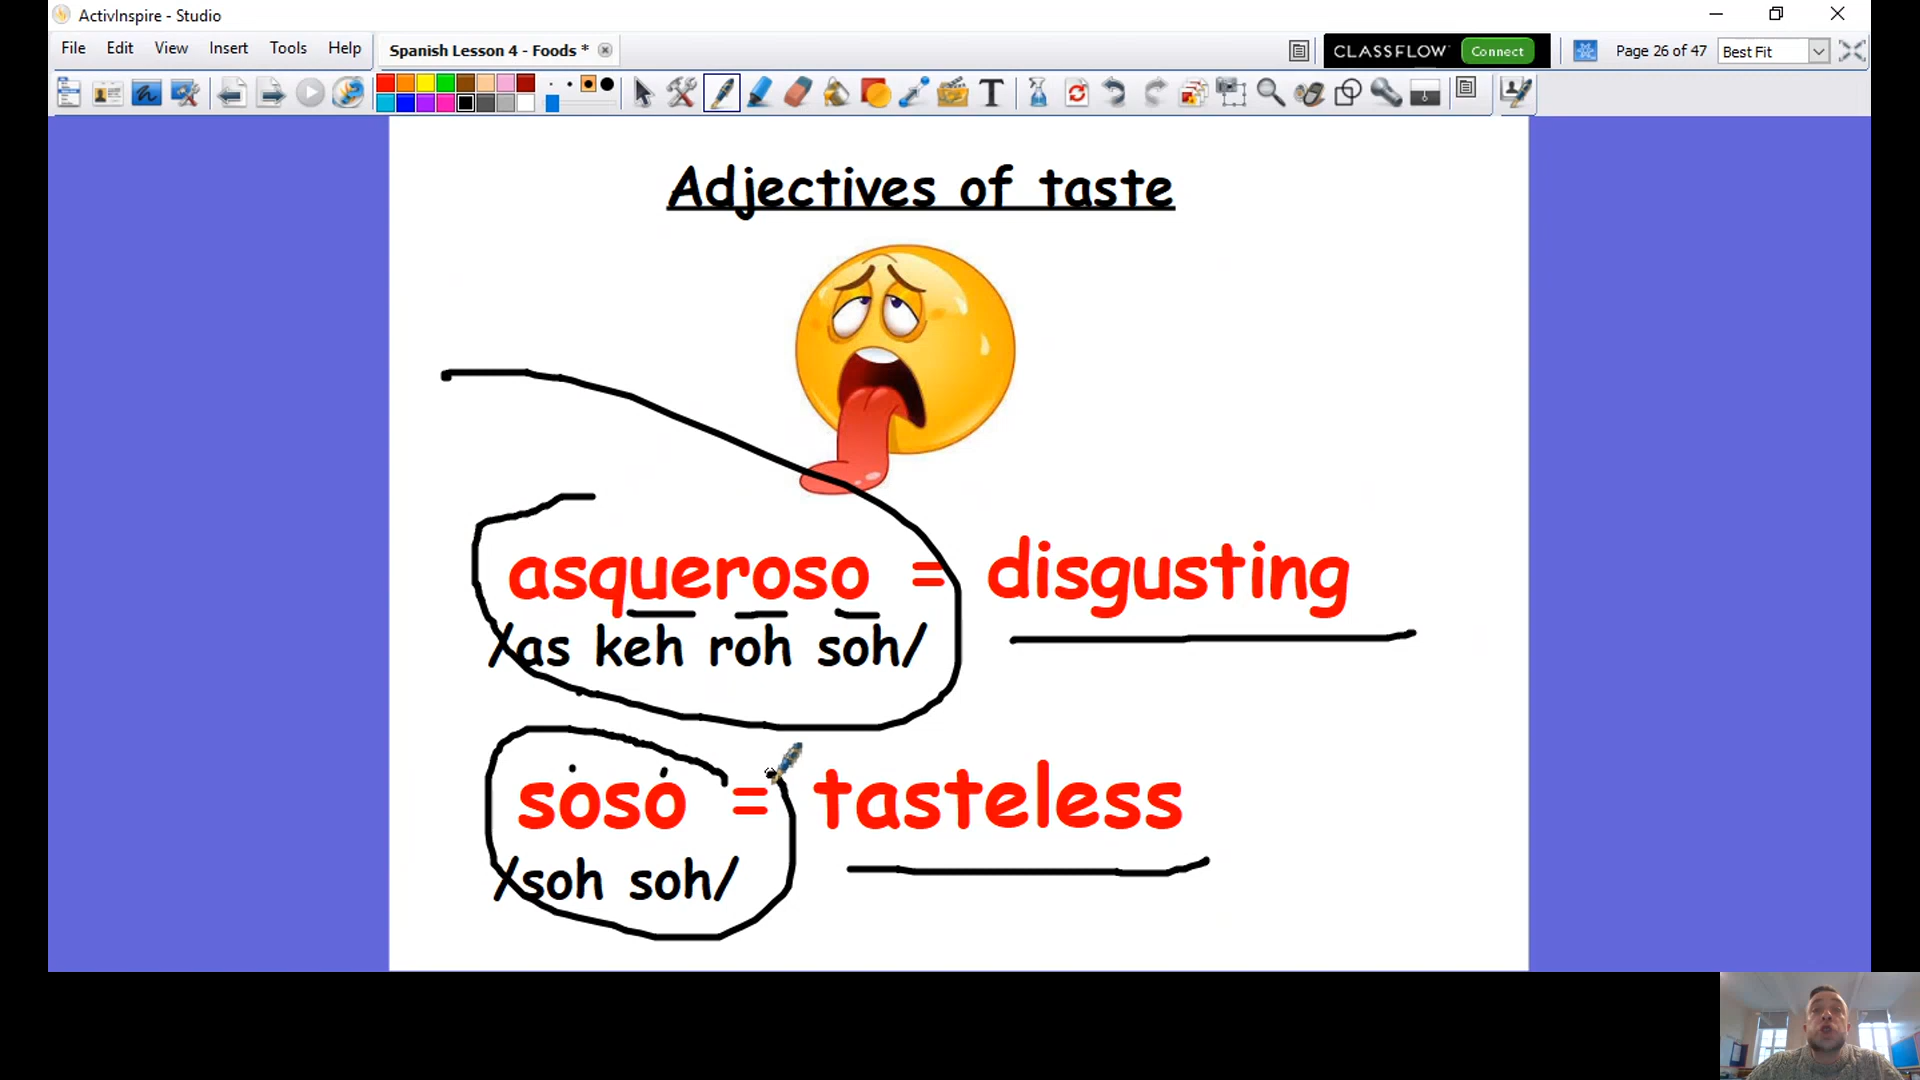 ActivInspire - Studio
File Edit View Insert Tools Help
Spanish Lesson 4 - Foods *
CLASSFLOW Connect
Page 26 of 47
Best Fit
Adjectives of taste
asqueroso = disgusting
/as keh roh soh/
soso = tasteless
/soh soh/